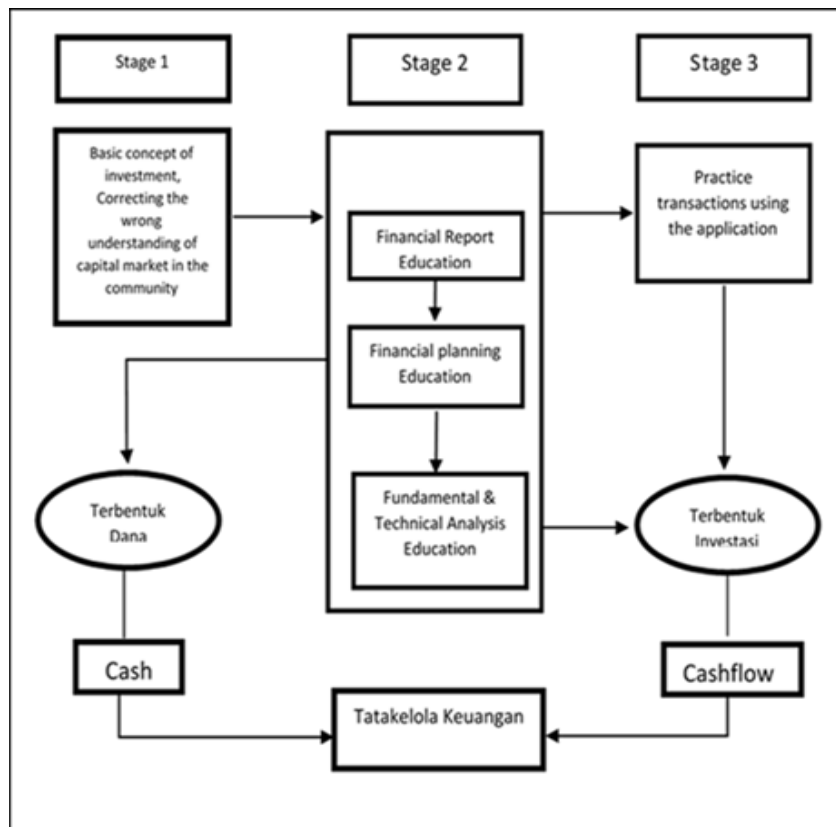 Stage 1
Stage 2
Stage 3
Basic concept of
investment,
Correcting the
wrong
understanding of
capital market in the
community
Financial Report
Education
Financial planning
Education
Fundamental &
Technical Analysis
Education
Practice
transactions using
the application
Terbentuk
Dana
Terbentuk
Investasi
Cash
Cashflow
Tatakelola Keuangan